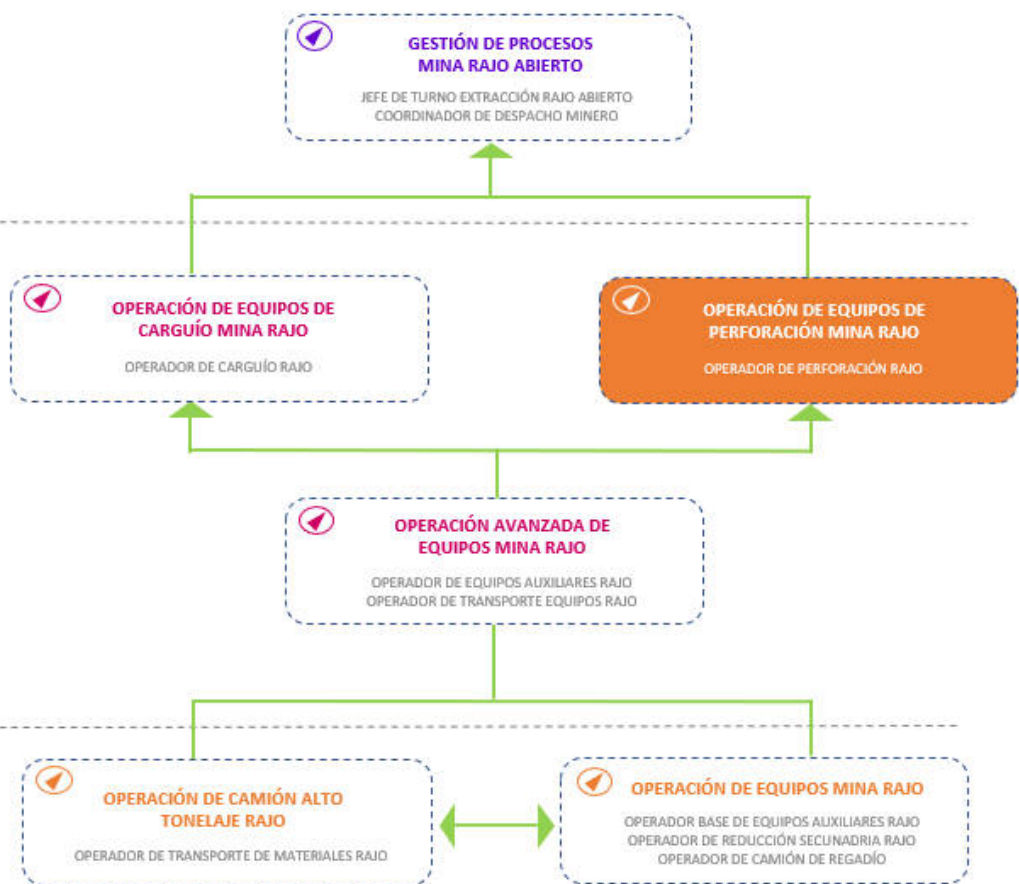 GESTIÓN DE PROCESOS
MINA RAJO ABIERTO
JEFE DE TURNO EXTRACCIÓN RAJO ABIERTO
COORDINADOR DE DESPACHO MINERO
OPERACIÓN DE EQUIPOS DE
CARGUÍO MINA RAJO
OPERADOR DE CARGUÍO RAJO
OPERACIÓN DE EQUIPOS DE
PERFORACIÓN MINA RAJO
OPERADOR DE PERFORACIÓN RAJO
OPERACIÓN AVANZADA DE
EQUIPOS MINA RAJO
OPERADOR DE EQUIPOS AUXILIARES RAJO
OPERADOR DE TRANSPORTE EQUIPOS RAJO
OPERACIÓN DE CAMIÓN ALTO
TONELAJE RAJO
OPERADOR DE TRANSPORTE DE MATERIALES RAJO
OPERACIÓN DE EQUIPOS MINA RAJO
OPERADOR BASE DE EQUIPOS AUXILIARES RAJO
OPERADOR DE REDUCCIÓN SECUNADRIA RAJO
OPERADOR DE CAMIÓN DE REGADÍO